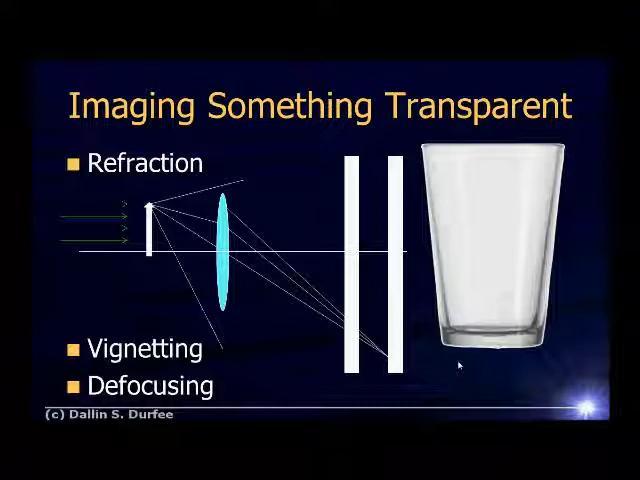 Imaging Something Transparent
Refraction
Vignetting
Defocusing
(c) Dallin S. Durfee